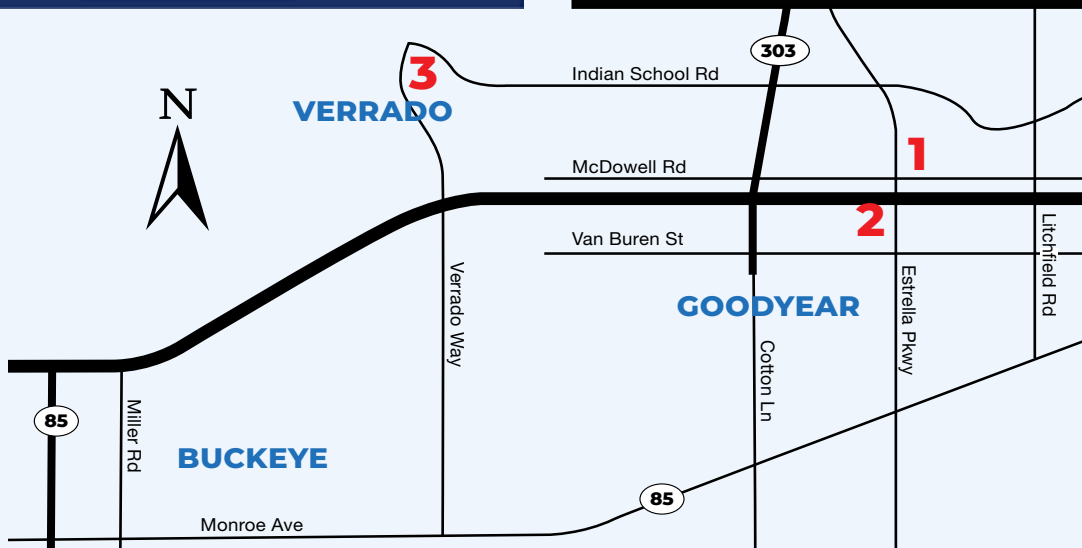 303
Indian School Rd
3
N
VERRADO
1
McDowell Rd
2
Van Buren St
Litchfield Rd
Verrado Way
Estrella Pkwy
GOODYEAR
Cotton Ln
85
Miller Rd
BUCKEYE
85
Monroe Ave